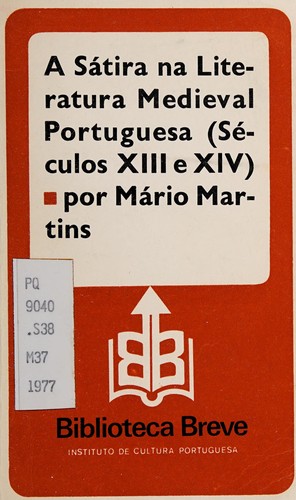 A Sátira na Lite-
ratura Medieval
Portuguesa (Sé-
culos XIII e XIV)
por Mário Mar-
tins
PQ
9040
.S38
M37
1977
BB
Biblioteca Breve
INSTITUTO DE CULTURA PORTUGUESA